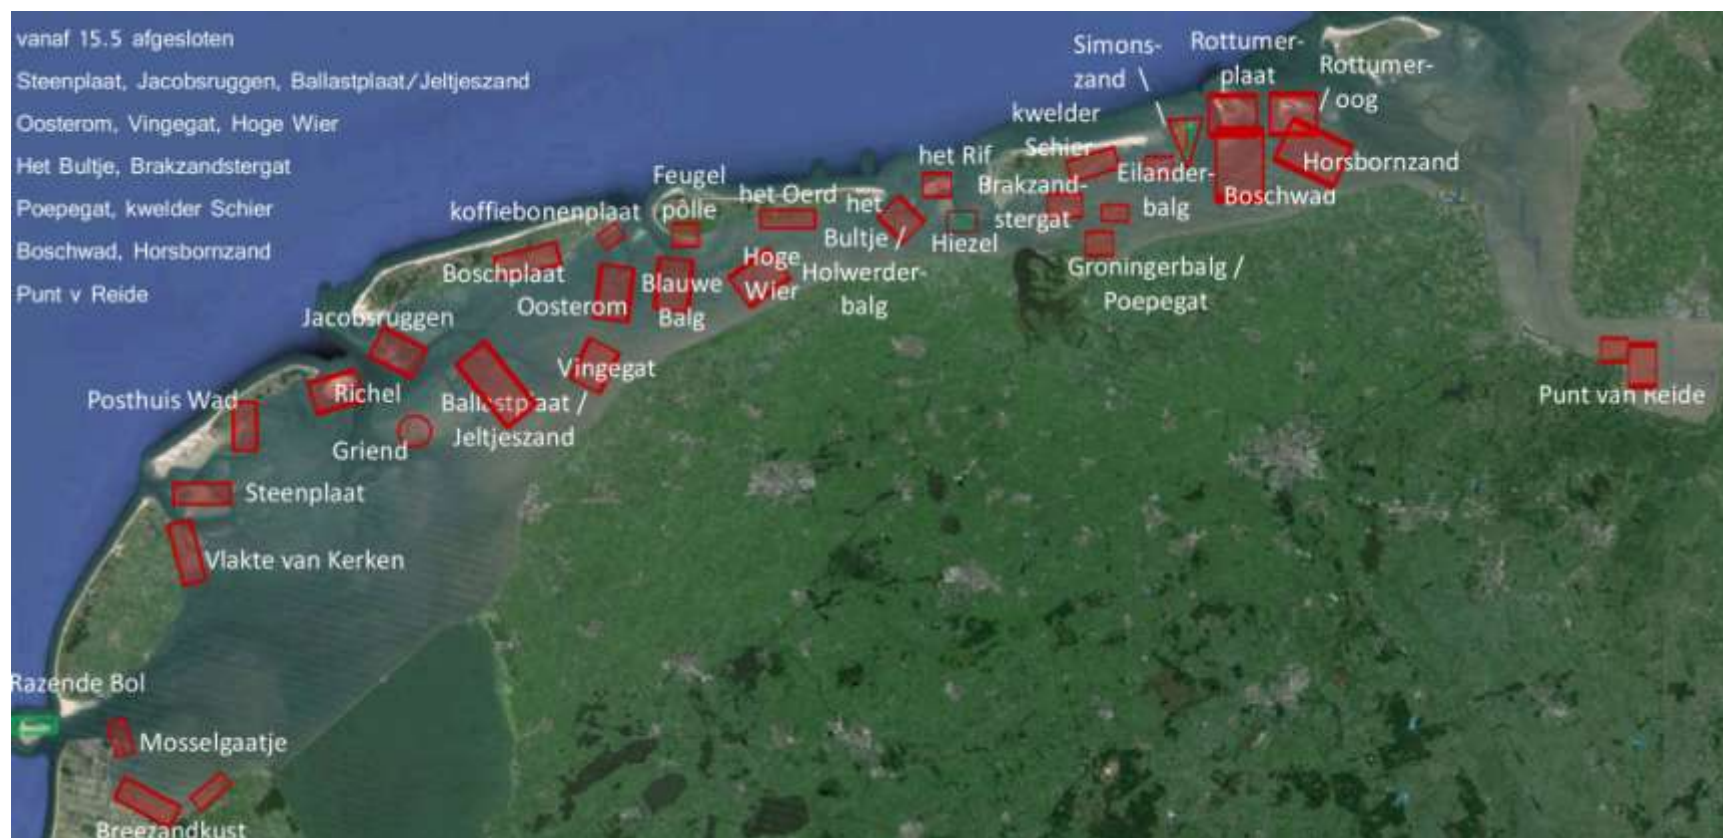 vanaf 15.5 afgesloten
Steenplaat, Jacobsruggen, Ballastplaat/Jeltjeszand
Oosterom, Vingegat, Hoge Wier
Het Bultje, Brakzandstergat
Poepegat, kwelder Schier
Boschwad, Horsbornzand
Punt v Reide
Simons-
zand \
Rottumer-
plaat
Rottumer-
/ oog
kwelder
Schier
het Rif
Brakzand-
stergat
Eilander-
balg
Horsbornzand
Boschwad
Feugel
pôlle
het Oerd
het
Bultje /
Holwerder-
balg
Hiezel
koffiebonenplaat
Boschplaat
Oosterom
Blauwe
Balg
Hoge
Wier
Groningerbalg /
Poepegat
Jacobsruggen
Vingegat
Richel
Posthuis Wad
Ballastplaat /
Jeltjeszand
Griend
Punt van Reide
Steenplaat
Vlakte van Kerken
Razende Bol
Mosselgaatje
Breezandkust